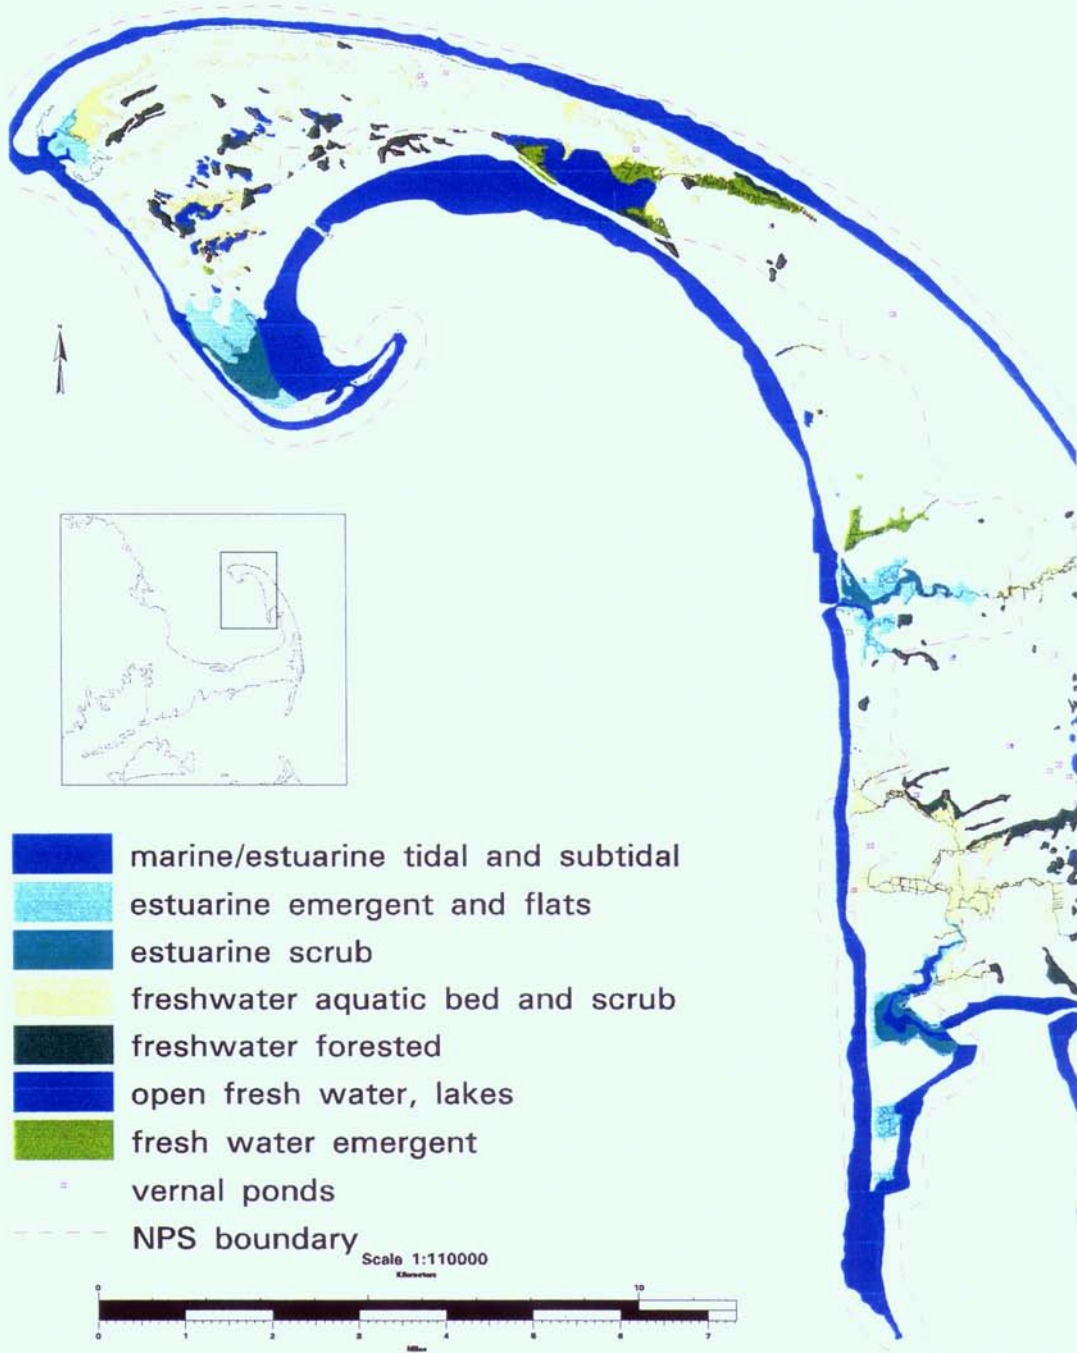 marine/estuarine tidal and subtidal
estuarine emergent and flats
estuarine scrub
freshwater aquatic bed and scrub
freshwater forested
open fresh water, lakes
fresh water emergent
vernal ponds
NPS boundary
Scale 1:110000
Kilometers
0 10
0 1 2 3 4 5 6 7
Miles